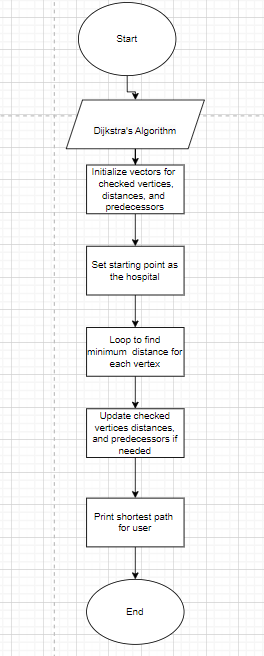 Start
Dijkstra's Algorithm
Initialize vectors for
checked vertices,
distances, and
predecessors
Set starting point as
the hospital
Loop to find
minimum distance for
each vertex
Update checked
vertices distances,
and predecessors if
needed
Print shortest path
for user
End